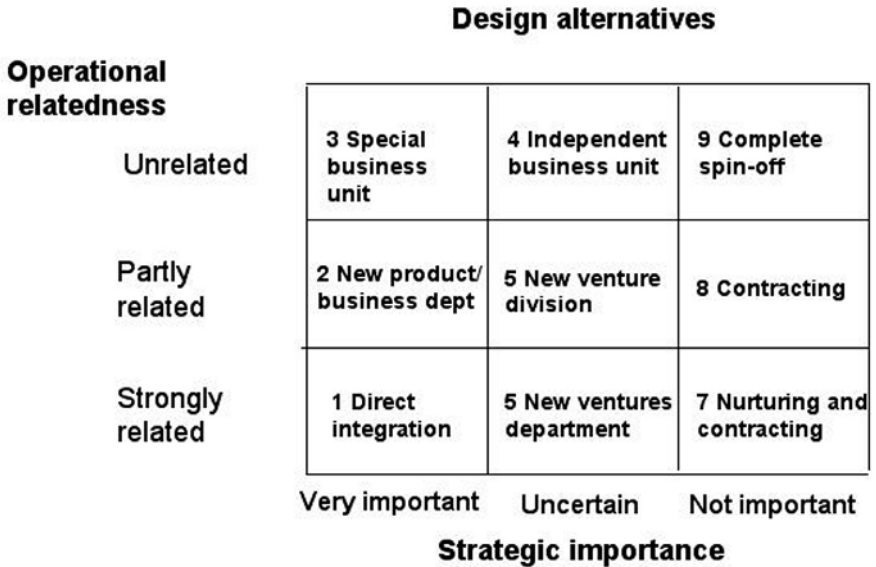 Design alternatives
Operational
relatedness
Unrelated
3 Special
business
unit
4 Independent
business unit
9 Complete
spin-off
Partly
related
2 New product/
business dept
5 New venture
division
8 Contracting
Strongly
related
1 Direct
integration
5 New ventures
department
7 Nurturing and
contracting
Very important
Uncertain
Not important
Strategic importance